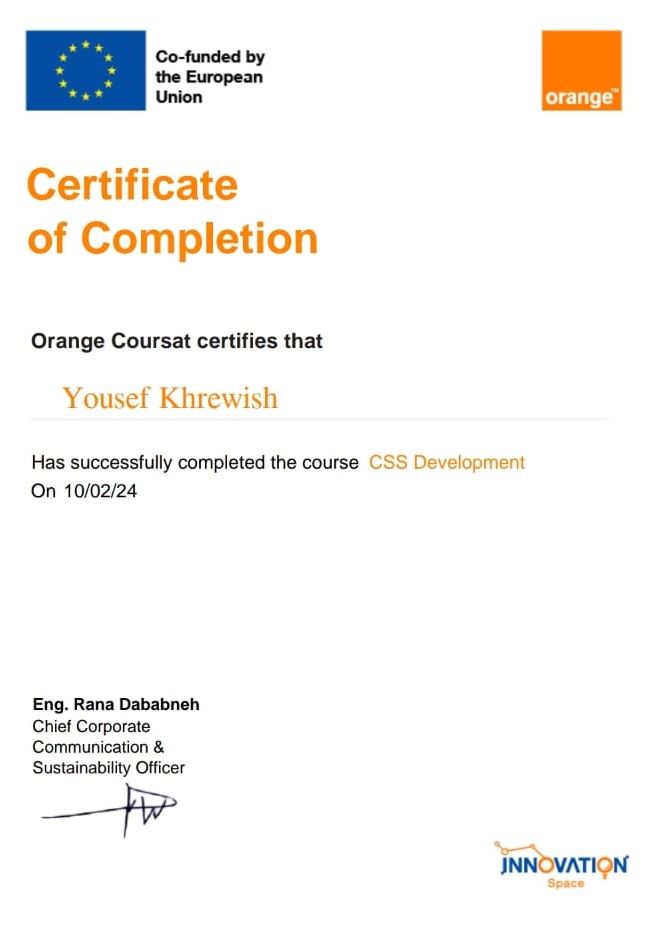 Co-funded by
the European
Union
orange™
Certificate
of Completion
Orange Coursat certifies that
Yousef Khrewish
Has successfully completed the course CSS Development
On 10/02/24
Eng. Rana Dababneh
Chief Corporate
Communication &
Sustainability Officer
INNOVATION
Space